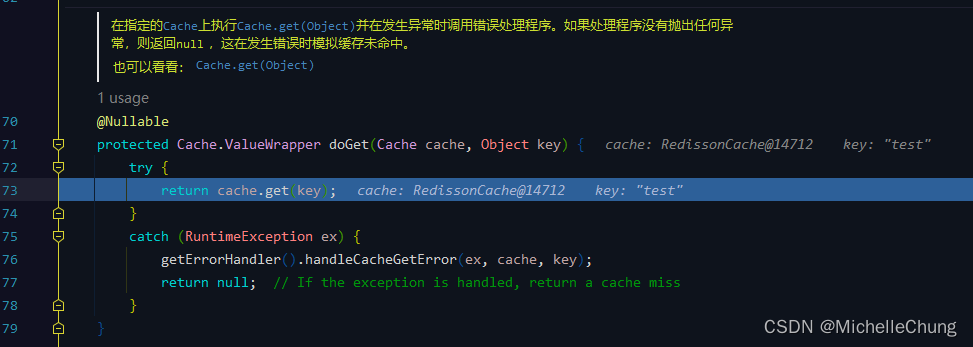 在指定的Cache上执行Cache.get(Object)并在发生异常时调用错误处理程序。如果处理程序没有抛出任何异
常，则返回null ，这在发生错误时模拟缓存未命中。
也可以看看： Cache.get(Object)
1 usage
70 @Nullable
71 protected Cache.ValueWrapper doGet(Cache cache, Object key) { cache: RedissonCache@14712 key: "test"
72 try {
73 return cache.get(key); cache: RedissonCache@14712 key: "test"
74 }
75 catch (RuntimeException ex) {
76 getErrorHandler().handleCacheGetError(ex, cache, key);
77 return null; // If the exception is handled, return a cache miss
78 }
79 }
CSDN @MichelleChung